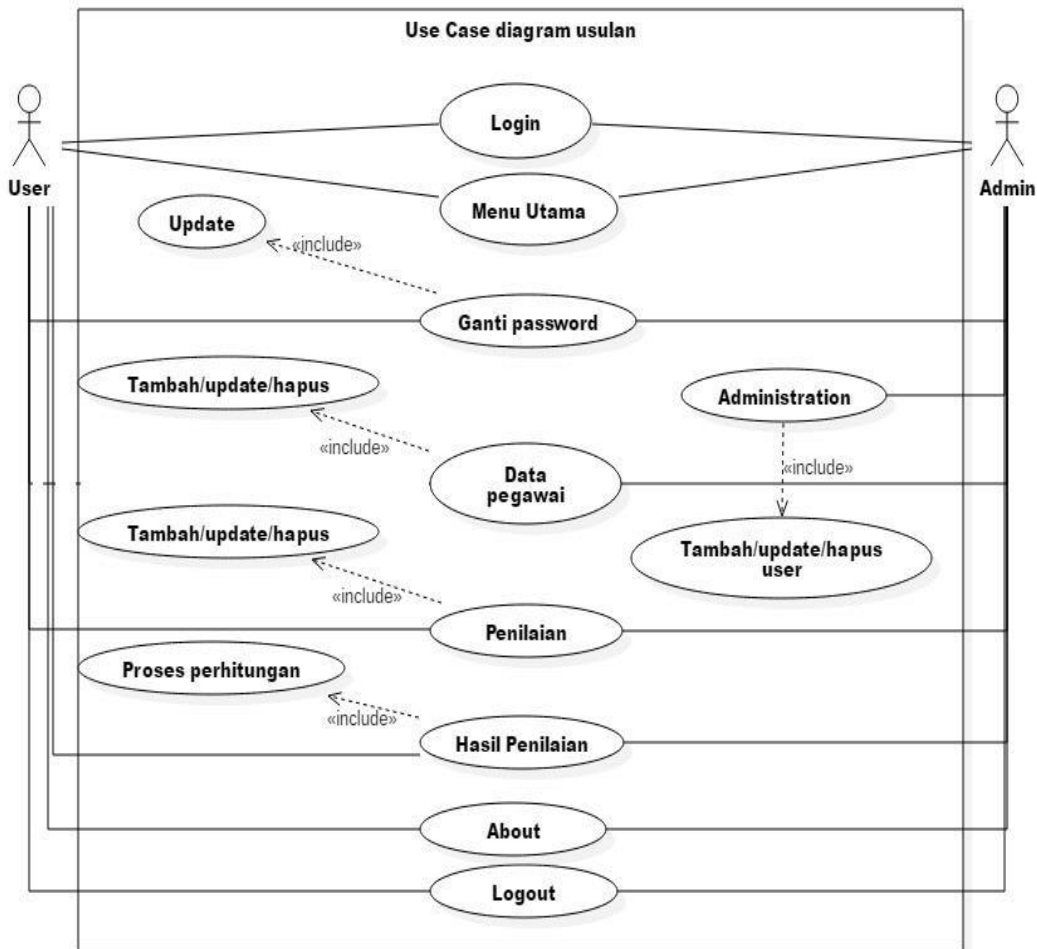 Use Case diagram usulan
Login
User
Admin
Menu Utama
Update
«include»
Ganti password
Tambah/update/hapus
Administration
«include»
«include»
Data
pegawai
Tambah/update/hapus
Tambah/update/hapus
user
«include»
Penilaian
Proses perhitungan
«include»
Hasil Penilaian
About
Logout